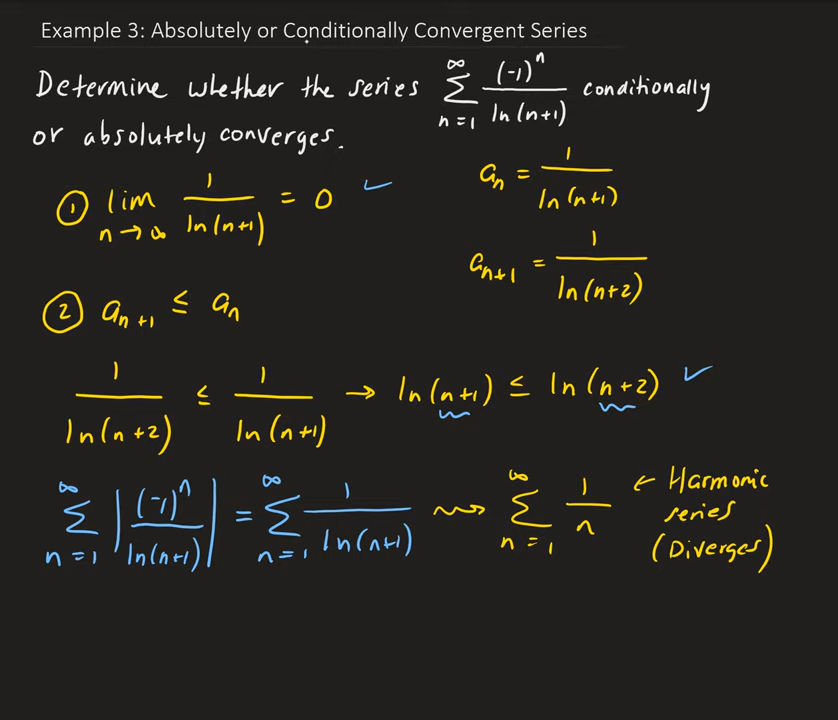 Example 3: Absolutely or Conditionally Convergent Series
Determine whether the series ∑_{n=1}^{∞} (-1)^n / ln(n+1) conditionally
or absolutely converges.
① lim_{n→∞} 1 / ln(n+1) = 0 ✓
a_n = 1 / ln(n+1)
a_{n+1} = 1 / ln(n+2)
② a_{n+1} ≤ a_n
1 / ln(n+2) ≤ 1 / ln(n+1) → ln(n+1) ≤ ln(n+2) ✓
∑_{n=1}^{∞} |(-1)^n / ln(n+1)| = ∑_{n=1}^{∞} 1 / ln(n+1) ⇝ ∑_{n=1}^{∞} 1 / n ← Harmonic
series
(Diverges)